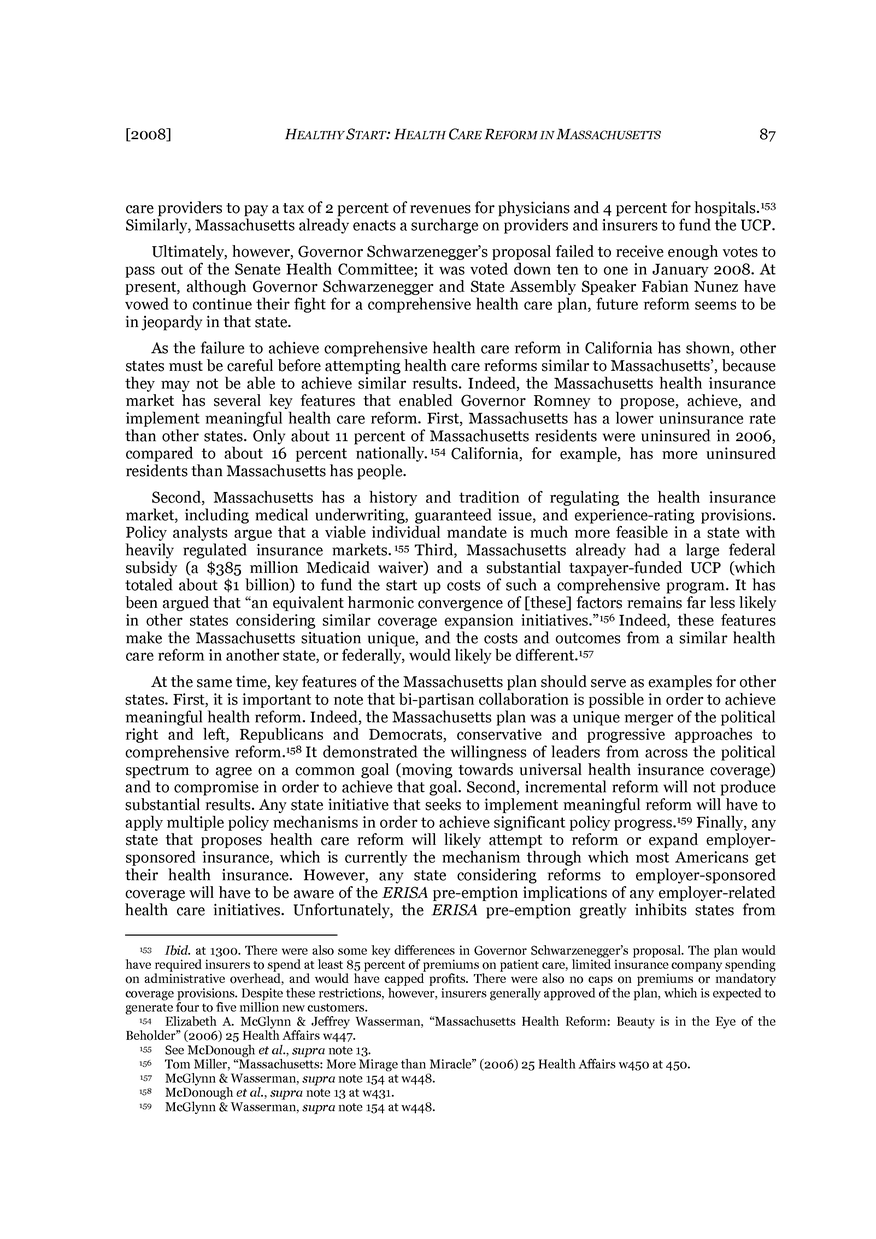 [2008] HEALTHY START: HEALTH CARE REFORM IN MASSACHUSETTS 87
care providers to pay a tax of 2 percent of revenues for physicians and 4 percent for hospitals.153
Similarly, Massachusetts already enacts a surcharge on providers and insurers to fund the UCP.
Ultimately, however, Governor Schwarzenegger's proposal failed to receive enough votes to
pass out of the Senate Health Committee; it was voted down ten to one in January 2008. At
present, although Governor Schwarzenegger and State Assembly Speaker Fabian Nunez have
vowed to continue their fight for a comprehensive health care plan, future reform seems to be
in jeopardy in that state.
As the failure to achieve comprehensive health care reform in California has shown, other
states must be careful before attempting health care reforms similar to Massachusetts', because
they may not be able to achieve similar results. Indeed, the Massachusetts health insurance
market has several key features that enabled Governor Romney to propose, achieve, and
implement meaningful health care reform. First, Massachusetts has a lower uninsurance rate
than other states. Only about 11 percent of Massachusetts residents were uninsured in 2006,
compared to about 16 percent nationally.154 California, for example, has more uninsured
residents than Massachusetts has people.
Second, Massachusetts has a history and tradition of regulating the health insurance
market, including medical underwriting, guaranteed issue, and experience-rating provisions.
Policy analysts argue that a viable individual mandate is much more feasible in a state with
heavily regulated insurance markets.155 Third, Massachusetts already had a large federal
subsidy (a $385 million Medicaid waiver) and a substantial taxpayer-funded UCP (which
totaled about $1 billion) to fund the start up costs of such a comprehensive program. It has
been argued that "an equivalent harmonic convergence of [these] factors remains far less likely
in other states considering similar coverage expansion initiatives."156 Indeed, these features
make the Massachusetts situation unique, and the costs and outcomes from a similar health
care reform in another state, or federally, would likely be different.157
At the same time, key features of the Massachusetts plan should serve as examples for other
states. First, it is important to note that bi-partisan collaboration is possible in order to achieve
meaningful health reform. Indeed, the Massachusetts plan was a unique merger of the political
right and left, Republicans and Democrats, conservative and progressive approaches to
comprehensive reform.158 It demonstrated the willingness of leaders from across the political
spectrum to agree on a common goal (moving towards universal health insurance coverage)
and to compromise in order to achieve that goal. Second, incremental reform will not produce
substantial results. Any state initiative that seeks to implement meaningful reform will have to
apply multiple policy mechanisms in order to achieve significant policy progress.159 Finally, any
state that proposes health care reform will likely attempt to reform or expand employer-
sponsored insurance, which is currently the mechanism through which most Americans get
their health insurance. However, any state considering reforms to employer-sponsored
coverage will have to be aware of the ERISA pre-emption implications of any employer-related
health care initiatives. Unfortunately, the ERISA pre-emption greatly inhibits states from
153 Ibid. at 1300. There were also some key differences in Governor Schwarzenegger's proposal. The plan would
have required insurers to spend at least 85 percent of premiums on patient care, limited insurance company spending
on administrative overhead, and would have capped profits. There were also no caps on premiums or mandatory
coverage provisions. Despite these restrictions, however, insurers generally approved of the plan, which is expected to
generate four to five million new customers.
154 Elizabeth A. McGlynn & Jeffrey Wasserman, "Massachusetts Health Reform: Beauty is in the Eye of the
Beholder" (2006) 25 Health Affairs w447.
155 See McDonough et al., supra note 13.
156 Tom Miller, "Massachusetts: More Mirage than Miracle" (2006) 25 Health Affairs w450 at 450.
157 McGlynn & Wasserman, supra note 154 at w448.
158 McDonough et al., supra note 13 at w431.
159 McGlynn & Wasserman, supra note 154 at w448.